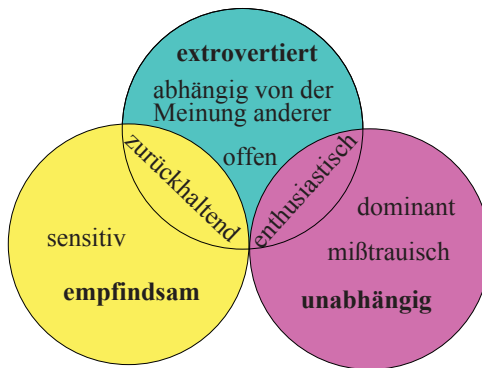 extrovertiert
abhängig von der
Meinung anderer
offen
zurückhaltend
enthusiastisch
sensitiv
empfindsam
dominant
mißtrauisch
unabhängig